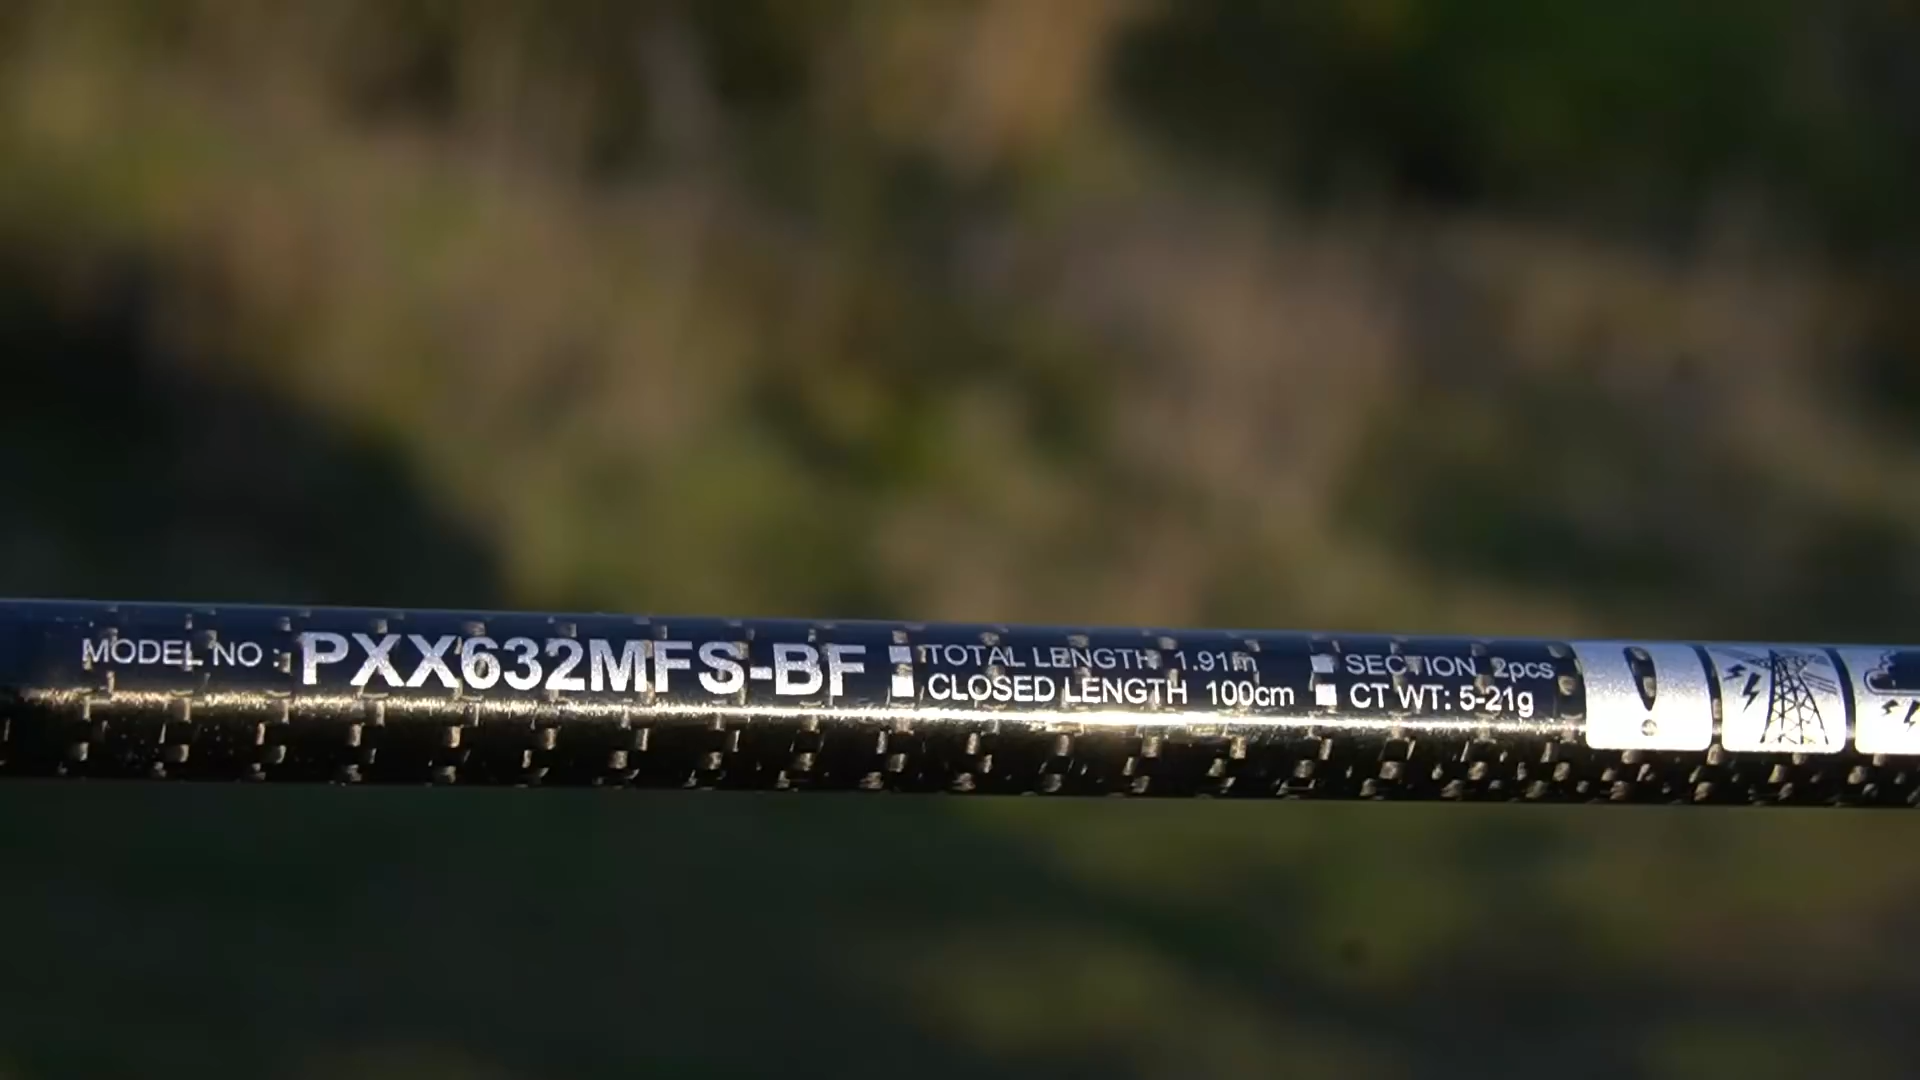 MODEL NO : PXX632MFS-BF
TOTAL LENGTH 1.91m
CLOSED LENGTH 100cm
SECTION 2pcs
CT WT: 5-21g